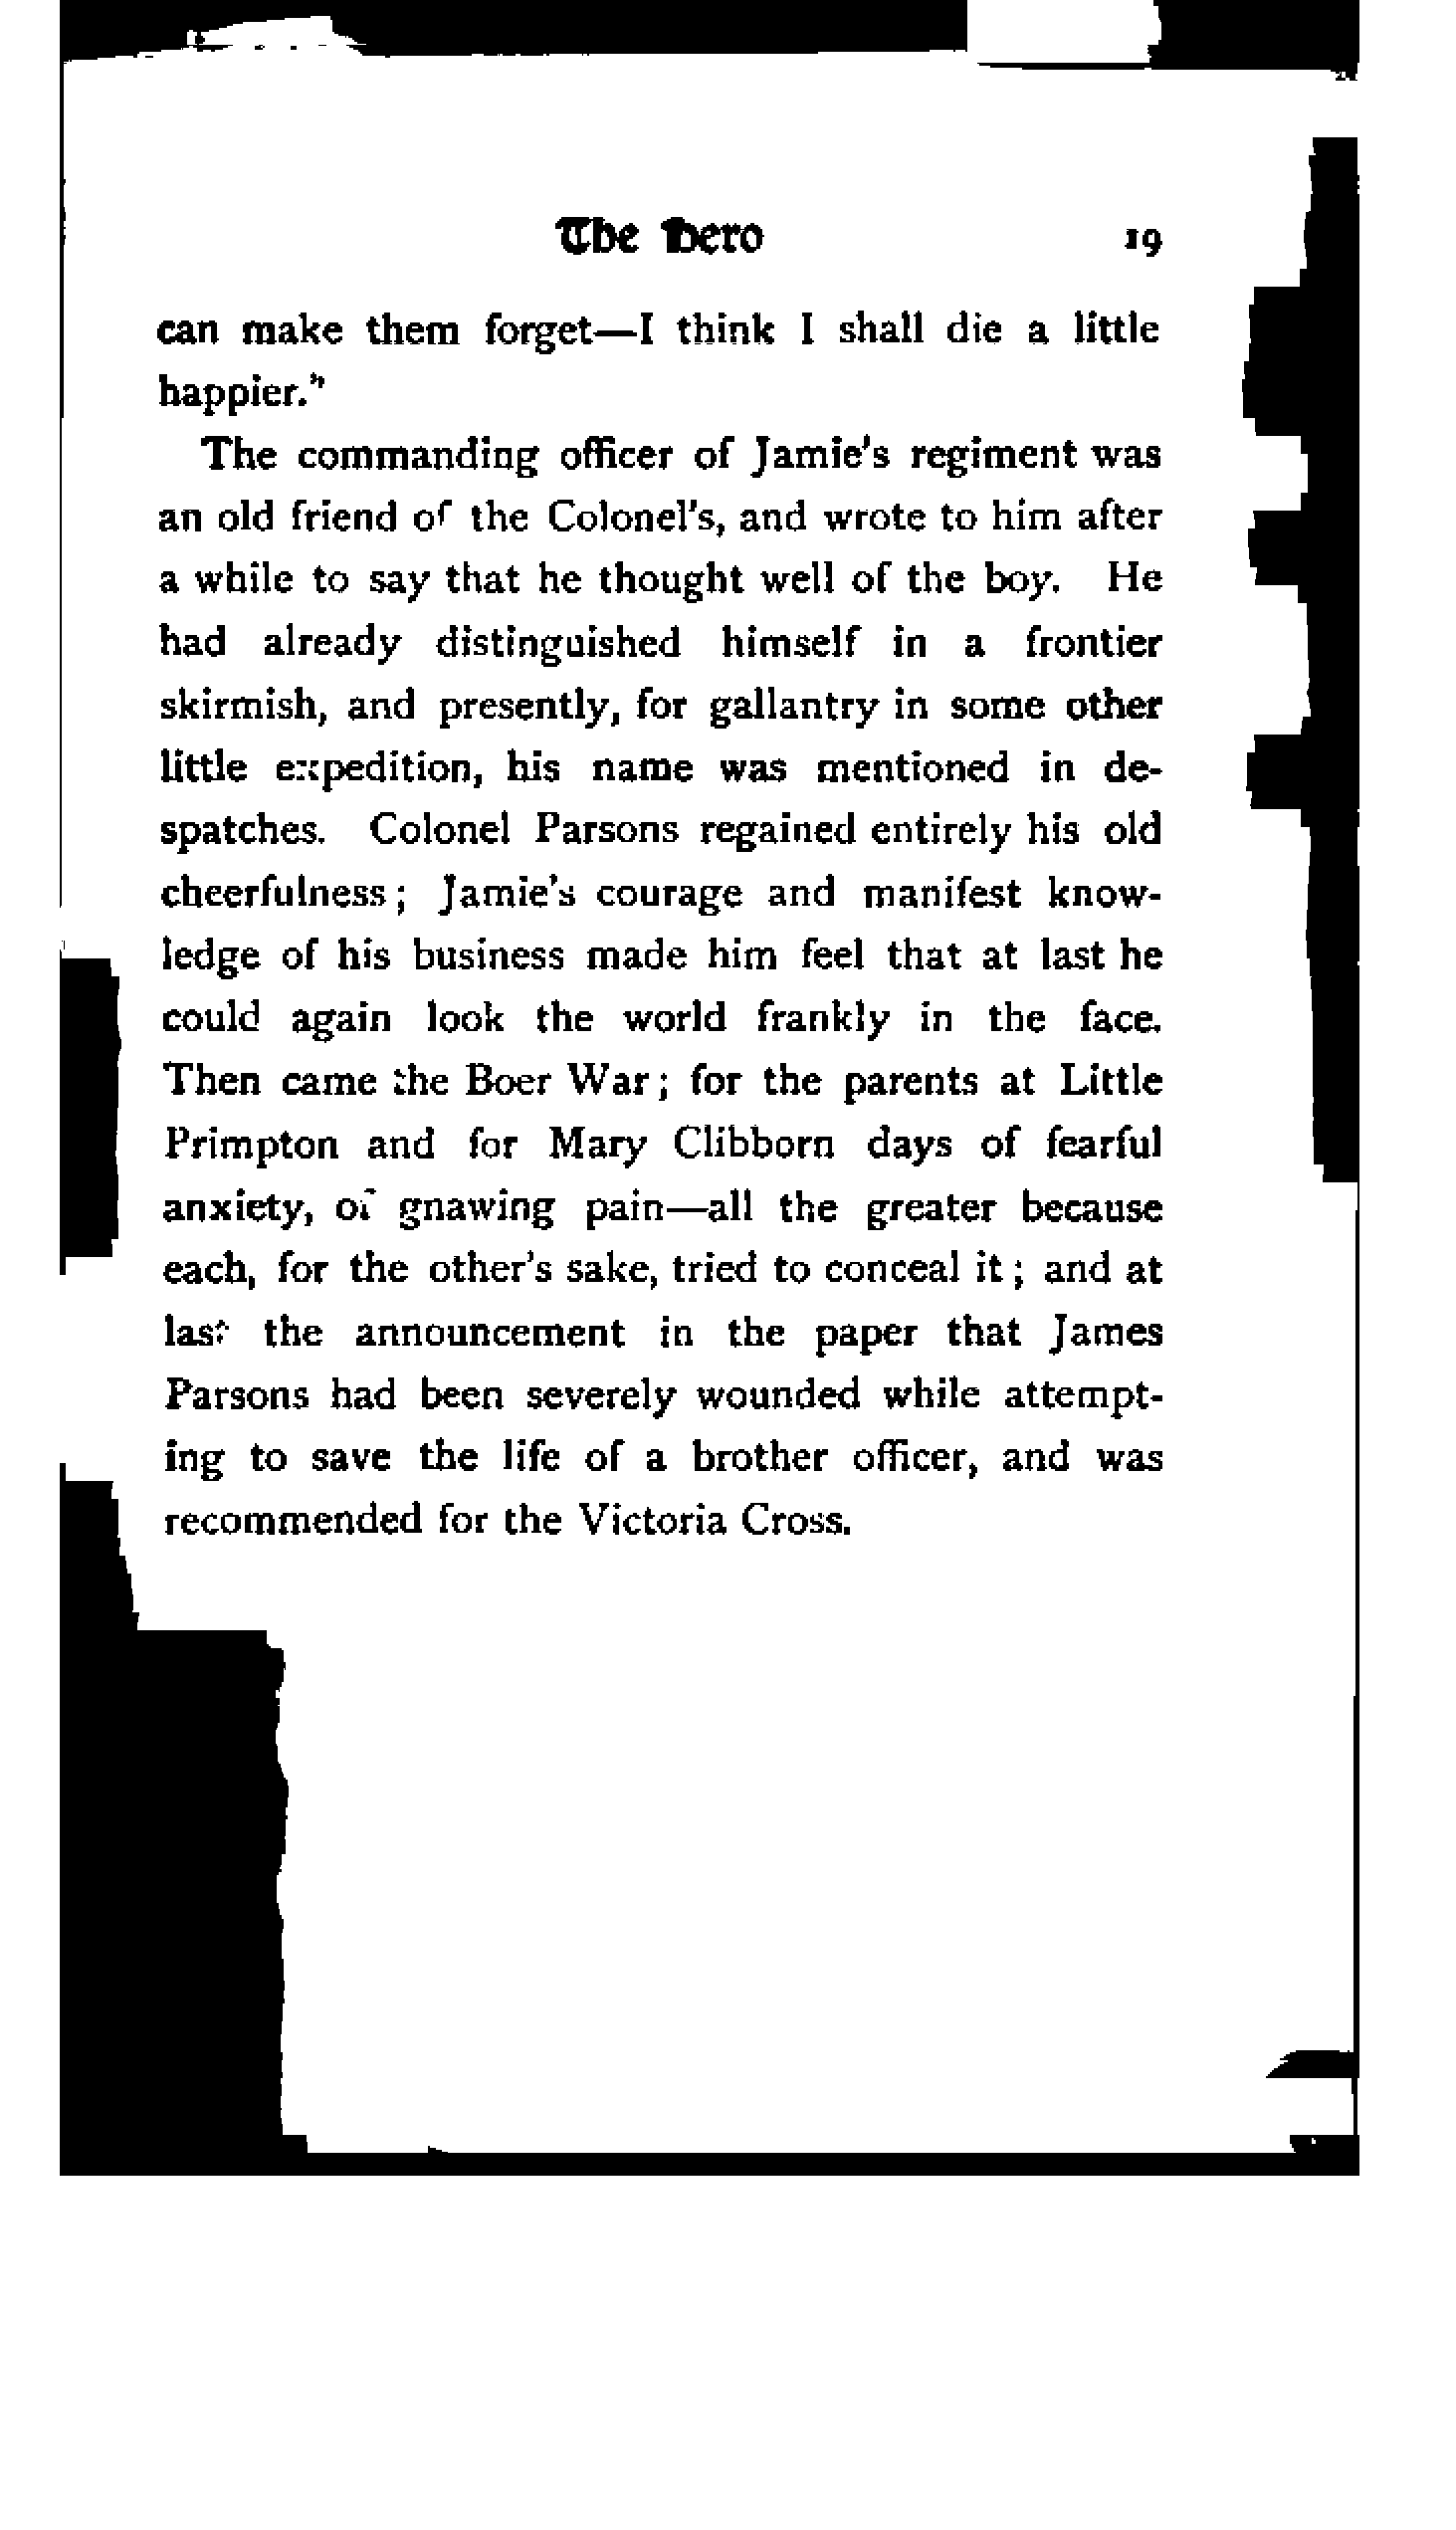 The Hero 19
can make them forget—I think I shall die a little
happier."
The commanding officer of Jamie's regiment was
an old friend of the Colonel's, and wrote to him after
a while to say that he thought well of the boy. He
had already distinguished himself in a frontier
skirmish, and presently, for gallantry in some other
little expedition, his name was mentioned in de-
spatches. Colonel Parsons regained entirely his old
cheerfulness; Jamie's courage and manifest know-
ledge of his business made him feel that at last he
could again look the world frankly in the face.
Then came the Boer War; for the parents at Little
Primpton and for Mary Clibborn days of fearful
anxiety, of gnawing pain—all the greater because
each, for the other's sake, tried to conceal it; and at
last the announcement in the paper that James
Parsons had been severely wounded while attempt-
ing to save the life of a brother officer, and was
recommended for the Victoria Cross.